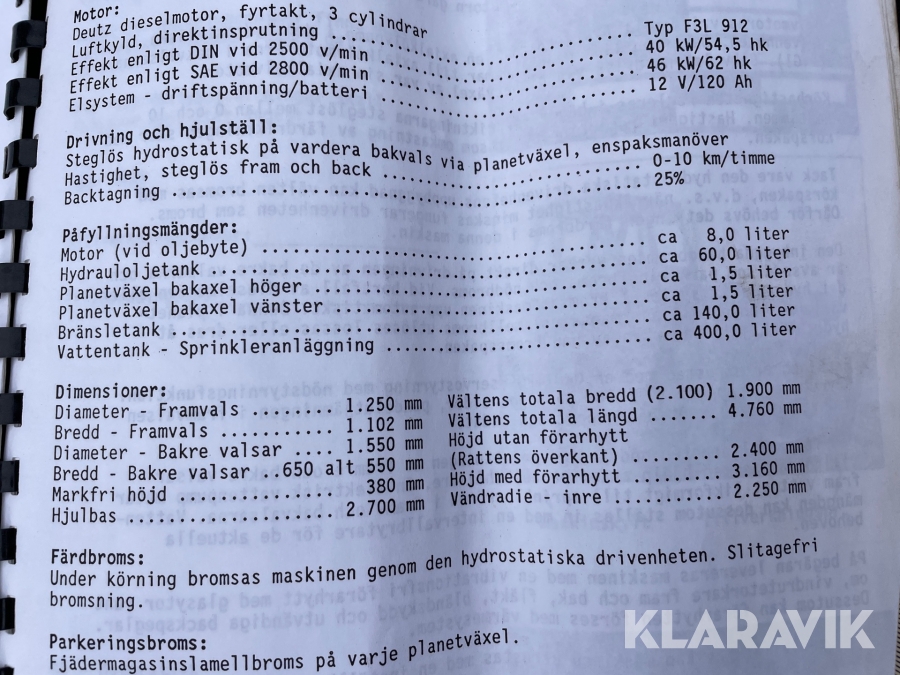 Motor:
Deutz dieselmotor, fyrtakt, 3 cylindrar
Luftkyld, direktinsprutning ............................ Typ F3L 912
Effekt enligt DIN vid 2500 v/min ....................... 40 kW/54,5 hk
Effekt enligt SAE vid 2800 v/min ....................... 46 kW/62 hk
Elsystem - driftspänning/batteri ....................... 12 V/120 Ah
Drivning och hjulställ:
Steglös hydrostatisk på vardera bakvals via planetväxel, enspaksmanöver
Hastighet, steglös fram och back ....................... 0-10 km/timme
Backtagning ............................................ 25%
Påfyllningsmängder:
Motor (vid oljebyte) ................................... ca 8,0 liter
Hydrauloljetank ........................................ ca 60,0 liter
Planetväxel bakaxel höger .............................. ca 1,5 liter
Planetväxel bakaxel vänster ............................ ca 1,5 liter
Bränsletank ............................................ ca 140,0 liter
Vattentank - Sprinkleranläggning ....................... ca 400,0 liter
Dimensioner:
Diameter - Framvals ........ 1.250 mm
Bredd - Framvals ........... 1.102 mm
Diameter - Bakre valsar .... 1.550 mm
Bredd - Bakre valsar . 650 alt 550 mm
Markfri höjd ............... 380 mm
Hjulbas .................... 2.700 mm
Vältens totala bredd (2.100) 1.900 mm
Vältens totala längd ....... 4.760 mm
Höjd utan förarhytt
(Rattens överkant) ......... 2.400 mm
Höjd med förarhytt ......... 3.160 mm
Vändradie - inre ........... 2.250 mm
Färdbroms:
Under körning bromsas maskinen genom den hydrostatiska drivenheten. Slitagefri
bromsning.
Parkeringsbroms:
Fjädermagasinslamellbroms på varje planetväxel.
KLARAVIK